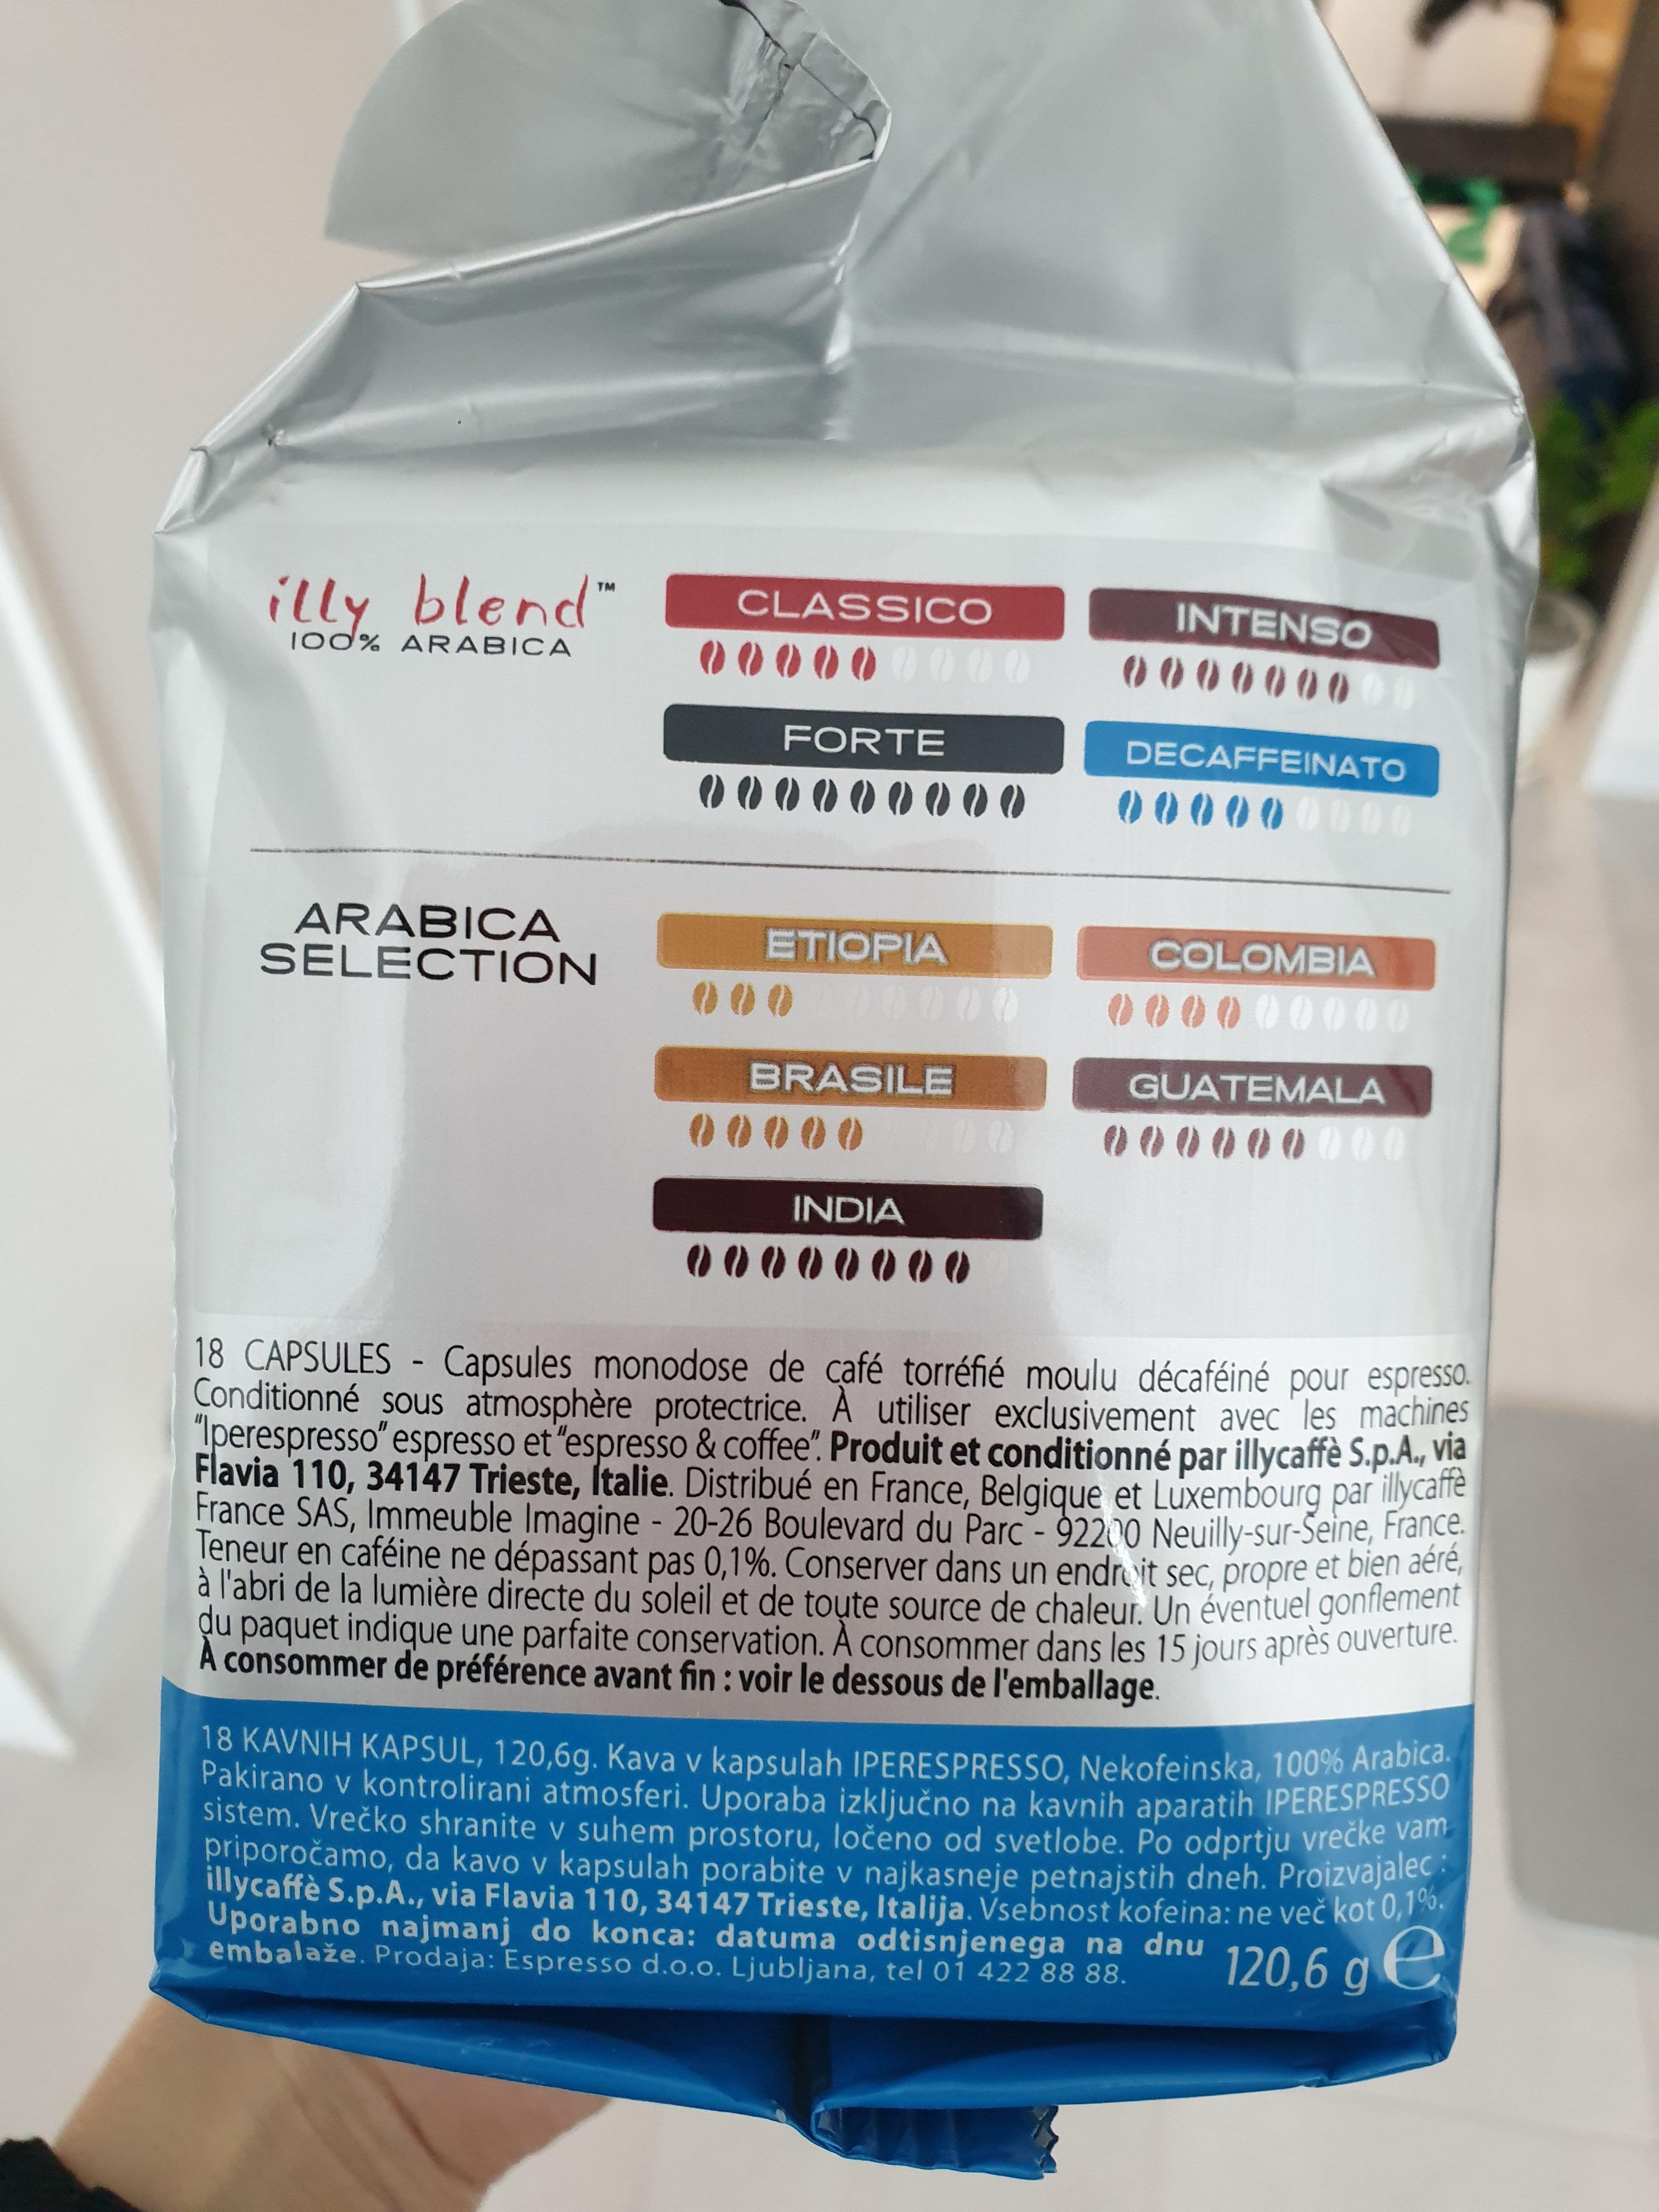 illy blend™
100% ARABICA
CLASSICO
INTENSO
FORTE
DECAFFEINATO
ARABICA
SELECTION
ETIOPIA
COLOMBIA
BRASILE
GUATEMALA
INDIA
18 CAPSULES - Capsules monodose de café torréfié moulu décaféiné pour espresso.
Conditionné sous atmosphère protectrice. À utiliser exclusivement avec les machines
"Iperespresso" espresso et "espresso & coffee". Produit et conditionné par illycaffè S.p.A., via
Flavia 110, 34147 Trieste, Italie. Distribué en France, Belgique et Luxembourg par illycaffè
France SAS, Immeuble Imagine - 20-26 Boulevard du Parc - 92200 Neuilly-sur-Seine, France.
Teneur en caféine ne dépassant pas 0,1%. Conserver dans un endroit sec, propre et bien aéré,
à l'abri de la lumière directe du soleil et de toute source de chaleur. Un éventuel gonflement
du paquet indique une parfaite conservation. À consommer dans les 15 jours après ouverture.
À consommer de préférence avant fin : voir le dessous de l'emballage.
18 KAVNIH KAPSUL, 120,6g. Kava v kapsulah IPERESPRESSO, Nekofeinska, 100% Arabica.
Pakirano v kontrolirani atmosferi. Uporaba izključno na kavnih aparatih IPERESPRESSO
sistem. Vrečko shranite v suhem prostoru, ločeno od svetlobe. Po odprtju vrečke vam
priporočamo, da kavo v kapsulah porabite v najkasneje petnajstih dneh. Proizvajalec :
illycaffè S.p.A., via Flavia 110, 34147 Trieste, Italija. Vsebnost kofeina: ne več kot 0,1%.
Uporabno najmanj do konca: datuma odtisnjenega na dnu
embalaže. Prodaja: Espresso d.o.o. Ljubljana, tel 01 422 88 88.
120,6 g e